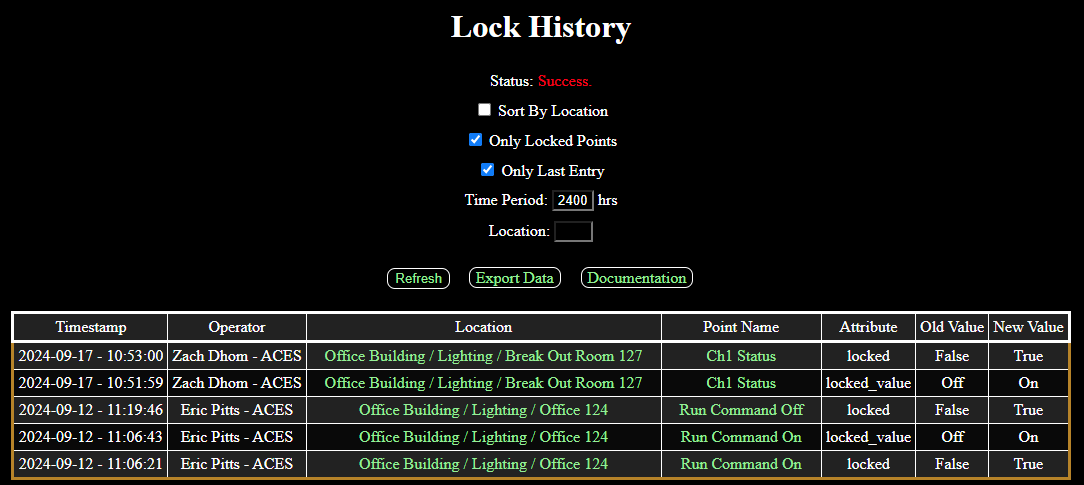 Lock History
Status: Success.
Sort By Location
Only Locked Points
Only Last Entry
Time Period: 2400 hrs
Location:
Refresh Export Data Documentation
Timestamp Operator Location Point Name Attribute Old Value New Value
2024-09-17 - 10:53:00 Zach Dhom - ACES Office Building / Lighting / Break Out Room 127 Ch1 Status locked False True
2024-09-17 - 10:51:59 Zach Dhom - ACES Office Building / Lighting / Break Out Room 127 Ch1 Status locked_value Off On
2024-09-12 - 11:19:46 Eric Pitts - ACES Office Building / Lighting / Office 124 Run Command Off locked False True
2024-09-12 - 11:06:43 Eric Pitts - ACES Office Building / Lighting / Office 124 Run Command On locked_value Off On
2024-09-12 - 11:06:21 Eric Pitts - ACES Office Building / Lighting / Office 124 Run Command On locked False True